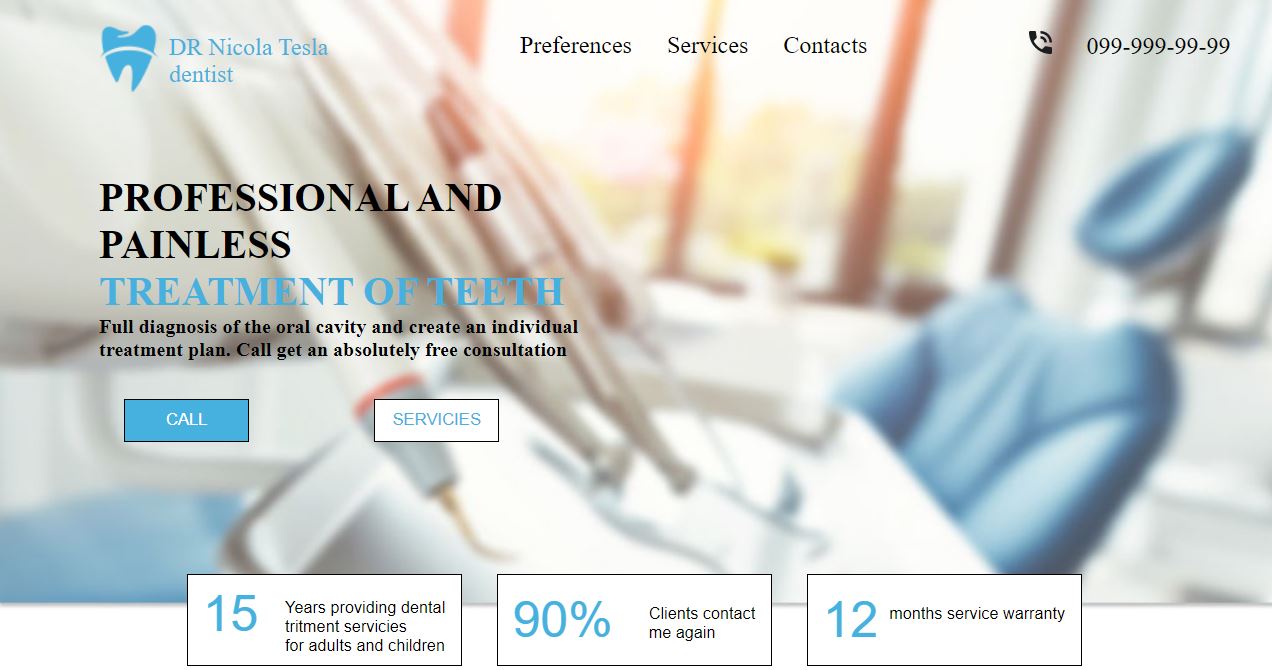 DR Nicola Tesla
dentist
Preferences Services Contacts
099-999-99-99
PROFESSIONAL AND
PAINLESS
TREATMENT OF TEETH
Full diagnosis of the oral cavity and create an individual
treatment plan. Call get an absolutely free consultation
CALL
SERVICIES
15
Years providing dental
tritment servicies
for adults and children
90%
Clients contact
me again
12
months service warranty